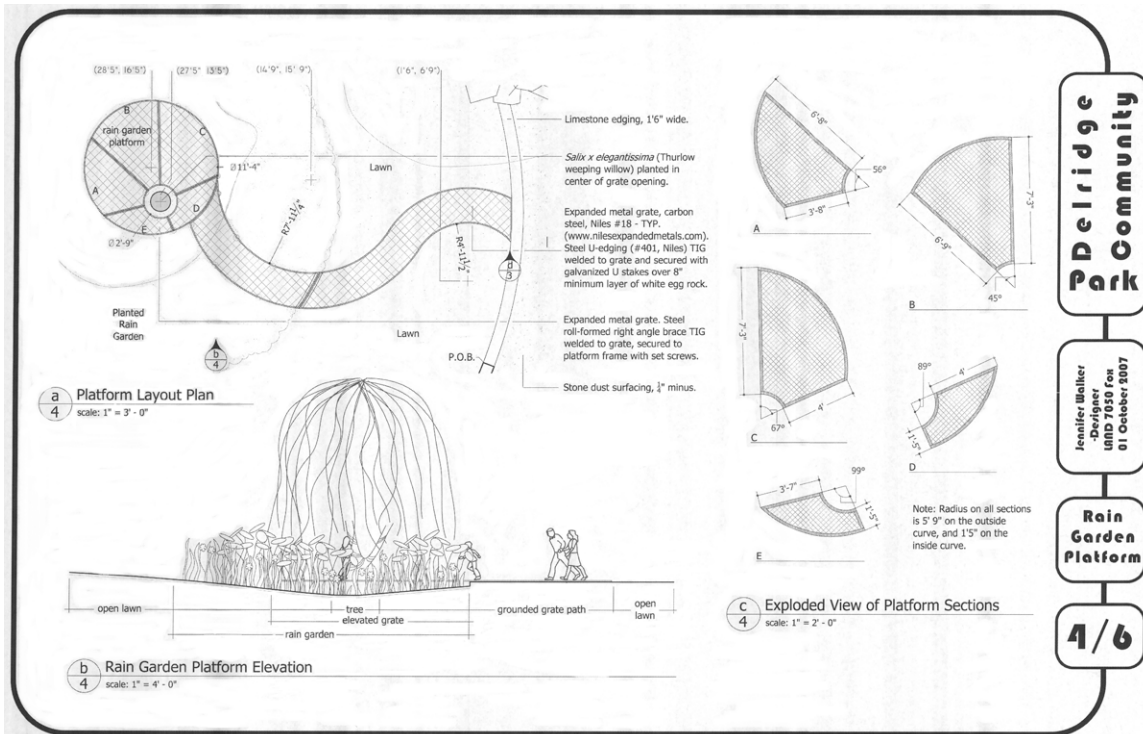 (28'5", 16'5")
(27'5" 13'5")
(14'9", 15' 9")
(1'6", 6'9")
B
rain garden
platform
C
A
D
E
Ø11'-4"
Ø2'-9"
Lawn
R7'-11 1/4"
R4'-11 1/2"
d
3
Planted
Rain
Garden
b
4
Lawn
P.O.B.
Limestone edging, 1'6" wide.
Salix x elegantissima (Thurlow
weeping willow) planted in
center of grate opening.
Expanded metal grate, carbon
steel, Niles #18 - TYP.
(www.nilesexpandedmetals.com).
Steel U-edging (#401, Niles) TIG
welded to grate and secured with
galvanized U stakes over 8"
minimum layer of white egg rock.
Expanded metal grate. Steel
roll-formed right angle brace TIG
welded to grate, secured to
platform frame with set screws.
Stone dust surfacing, 1/4" minus.
a
4
Platform Layout Plan
scale: 1" = 3' - 0"
open lawn
tree
elevated grate
rain garden
grounded grate path
open
lawn
b
4
Rain Garden Platform Elevation
scale: 1" = 4' - 0"
6'-8"
56°
3'-8"
A
7'-3"
6'-9"
45°
B
7'-3"
4'
67°
C
89°
4'
1'-5"
D
3'-7"
99°
1'-5"
E
Note: Radius on all sections
is 5' 9" on the outside
curve, and 1'5" on the
inside curve.
c
4
Exploded View of Platform Sections
scale: 1" = 2' - 0"
Delridge
Community
Park
Jennifer Walker
-Designer
LAND 7050 Fox
01 October 2007
Rain
Garden
Platform
4/6